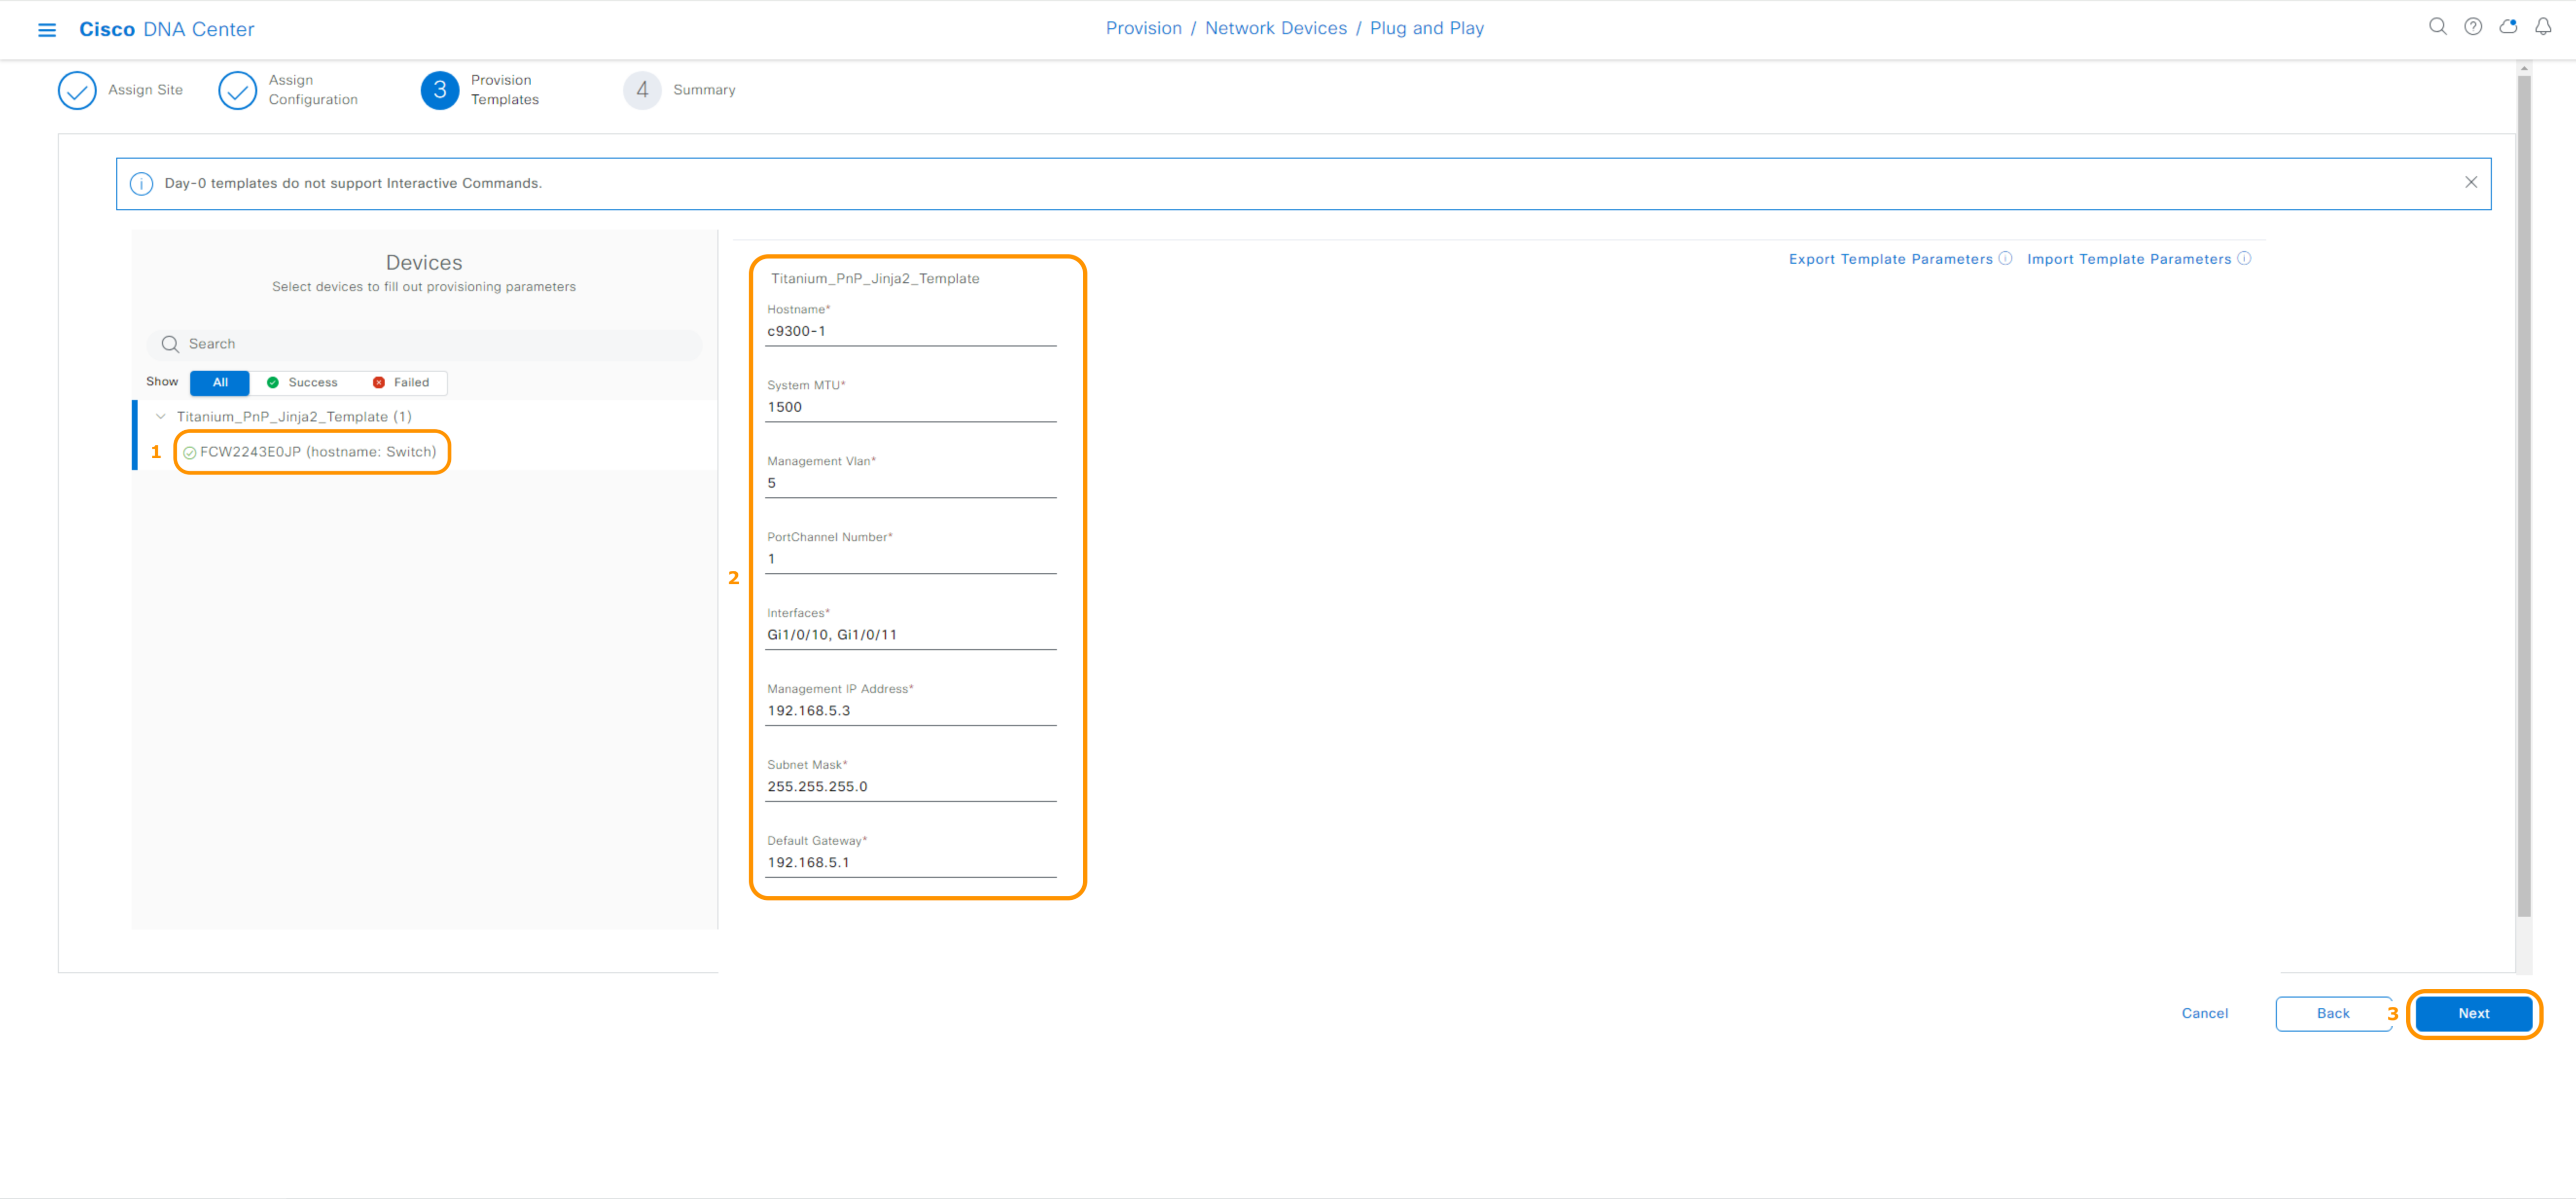 Cisco DNA Center
Provision / Network Devices / Plug and Play
Assign Site
Assign
Configuration
3
Provision
Templates
4
Summary
Day-0 templates do not support Interactive Commands.
Devices
Select devices to fill out provisioning parameters
Search
Show All Success Failed
Titanium_PnP_Jinja2_Template (1)
1 FCW2243E0JP (hostname: Switch)
Export Template Parameters Import Template Parameters
2
Titanium_PnP_Jinja2_Template
Hostname*
c9300-1
System MTU*
1500
Management Vlan*
5
PortChannel Number*
1
Interfaces*
Gi1/0/10, Gi1/0/11
Management IP Address*
192.168.5.3
Subnet Mask*
255.255.255.0
Default Gateway*
192.168.5.1
Cancel Back 3 Next